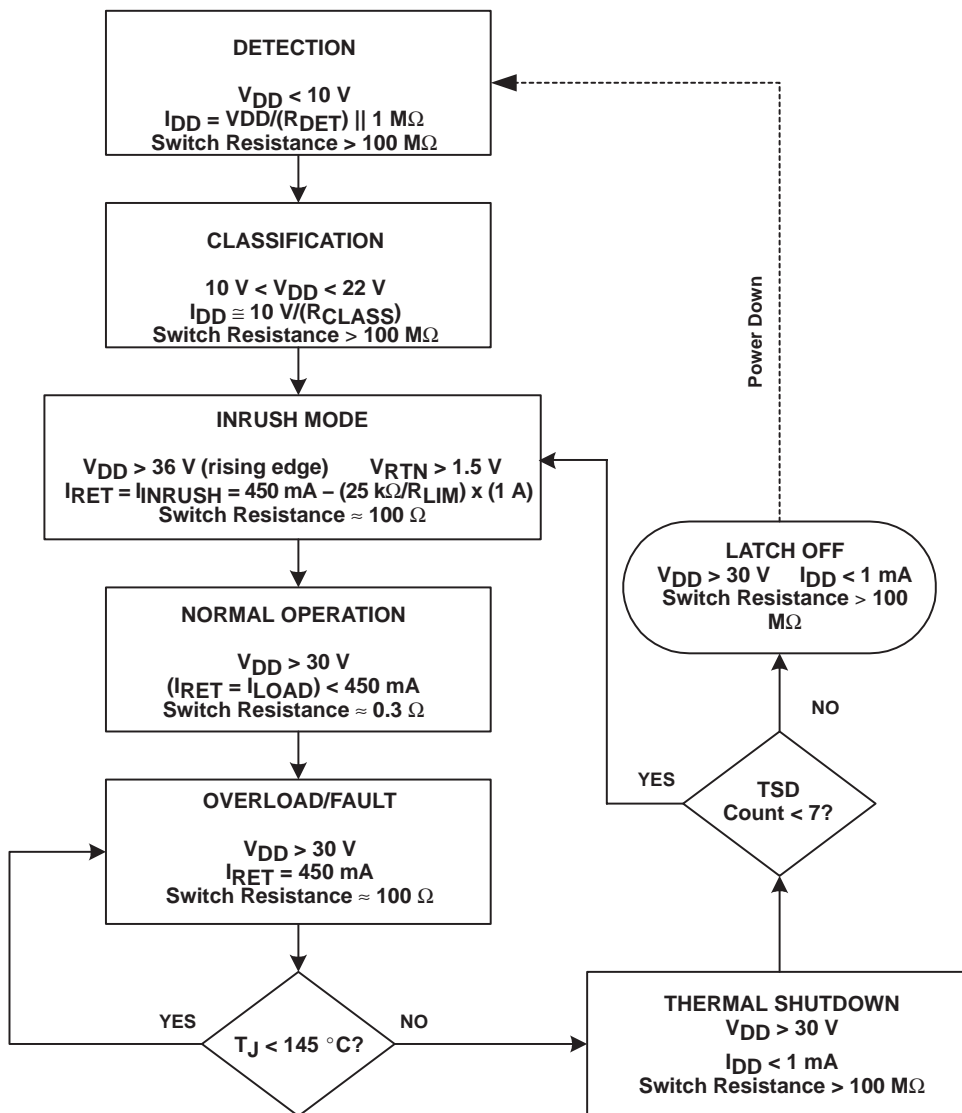 DETECTION
VDD < 10 V
IDD = VDD/(RDET) || 1 MΩ
Switch Resistance > 100 MΩ
CLASSIFICATION
10 V < VDD < 22 V
IDD ≅ 10 V/(RCLASS)
Switch Resistance > 100 MΩ
INRUSH MODE
VDD > 36 V (rising edge) VRTN > 1.5 V
IRET = IINRUSH = 450 mA – (25 kΩ/RLIM) x (1 A)
Switch Resistance ≈ 100 Ω
NORMAL OPERATION
VDD > 30 V
(IRET = ILOAD) < 450 mA
Switch Resistance ≈ 0.3 Ω
OVERLOAD/FAULT
VDD > 30 V
IRET = 450 mA
Switch Resistance ≈ 100 Ω
YES
TJ < 145 °C?
NO
THERMAL SHUTDOWN
VDD > 30 V
IDD < 1 mA
Switch Resistance > 100 MΩ
TSD
Count < 7?
YES
NO
LATCH OFF
VDD > 30 V IDD < 1 mA
Switch Resistance > 100
MΩ
Power Down